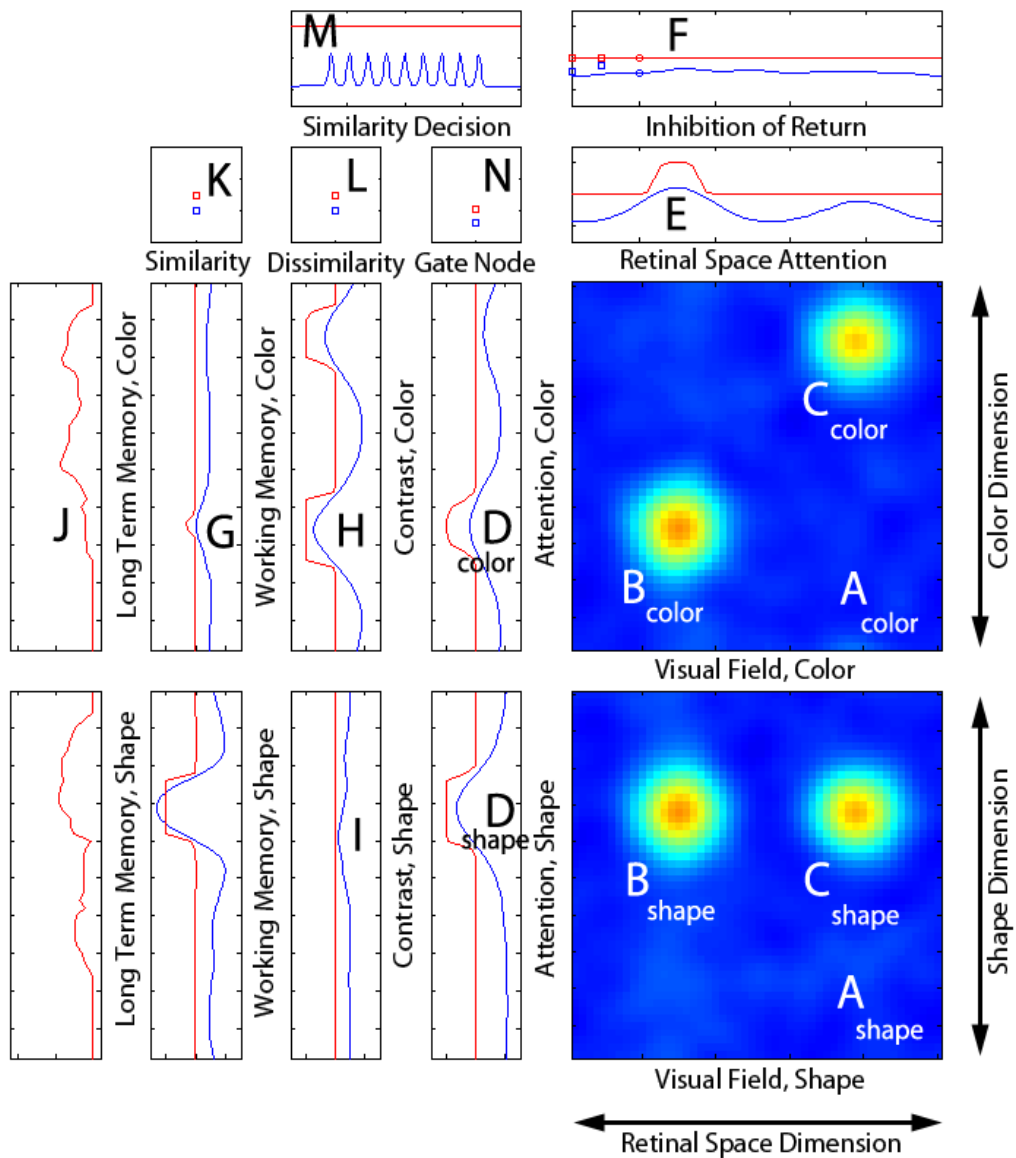 M
F
Similarity Decision
Inhibition of Return
K
L
N
E
Similarity
Dissimilarity
Gate Node
Retinal Space Attention
J
Long Term Memory, Color
G
Working Memory, Color
H
Contrast, Color
D
color
Attention, Color
C
color
B
color
A
color
Color Dimension
Visual Field, Color
Long Term Memory, Shape
Working Memory, Shape
I
Contrast, Shape
D
shape
Attention, Shape
B
shape
C
shape
A
shape
Shape Dimension
Visual Field, Shape
Retinal Space Dimension